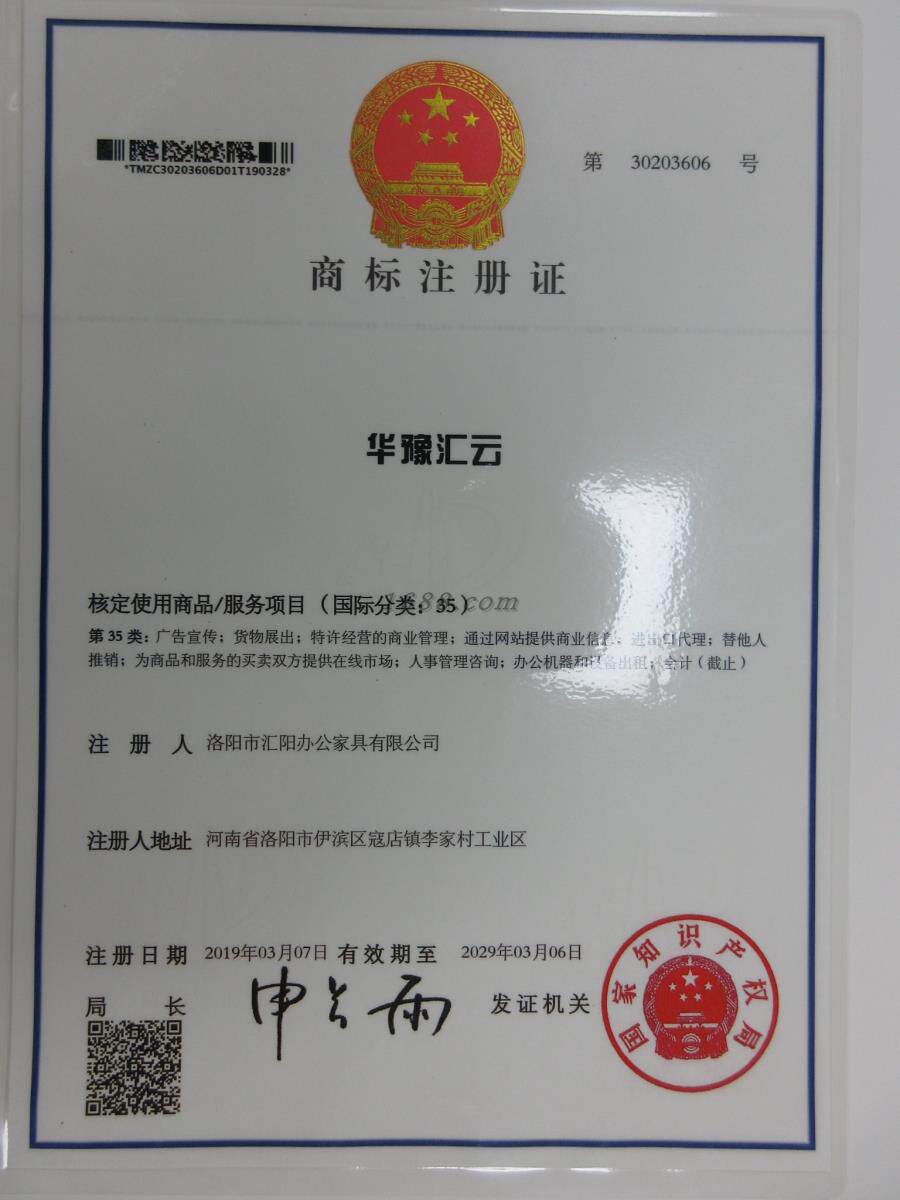 *TMZC30203606D01T190328*
第 30203606 号
商标注册证
华豫汇云
1688.com
核定使用商品/服务项目（国际分类：35）
第 35 类：广告宣传；货物展出；特许经营的商业管理；通过网站提供商业信息；进出口代理；替他人
推销；为商品和服务的买卖双方提供在线市场；人事管理咨询；办公机器和设备出租；会计（截止）
注 册 人 洛阳市汇阳办公家具有限公司
注册人地址 河南省洛阳市伊滨区寇店镇李家村工业区
注册日期 2019年03月07日 有效期至 2029年03月06日
局 长 申长雨 发证机关
国家知识产权局